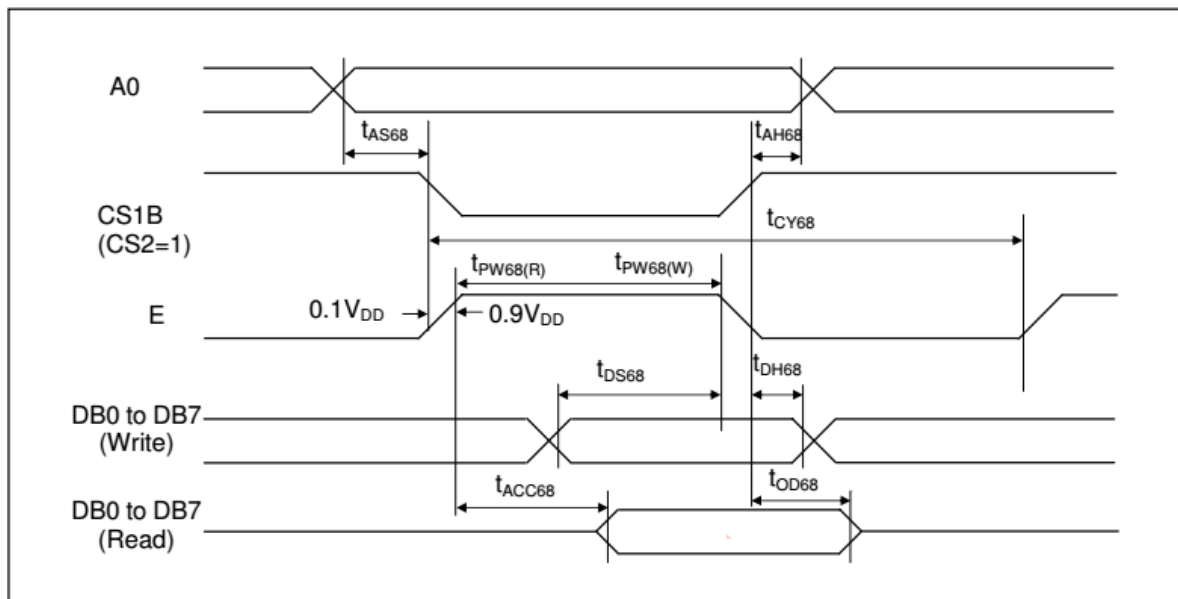 A0
tAS68
tAH68
CS1B
(CS2=1)
tCY68
tPW68(R) tPW68(W)
E
0.1VDD
0.9VDD
tDS68
tDH68
DB0 to DB7
(Write)
tACC68
tOD68
DB0 to DB7
(Read)